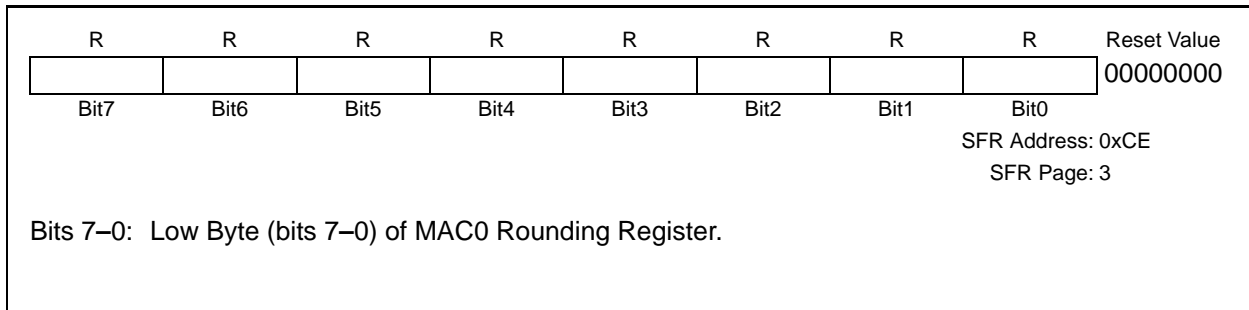 R R R R R R R R Reset Value
00000000
Bit7 Bit6 Bit5 Bit4 Bit3 Bit2 Bit1 Bit0
SFR Address: 0xCE
SFR Page: 3
Bits 7–0: Low Byte (bits 7–0) of MAC0 Rounding Register.